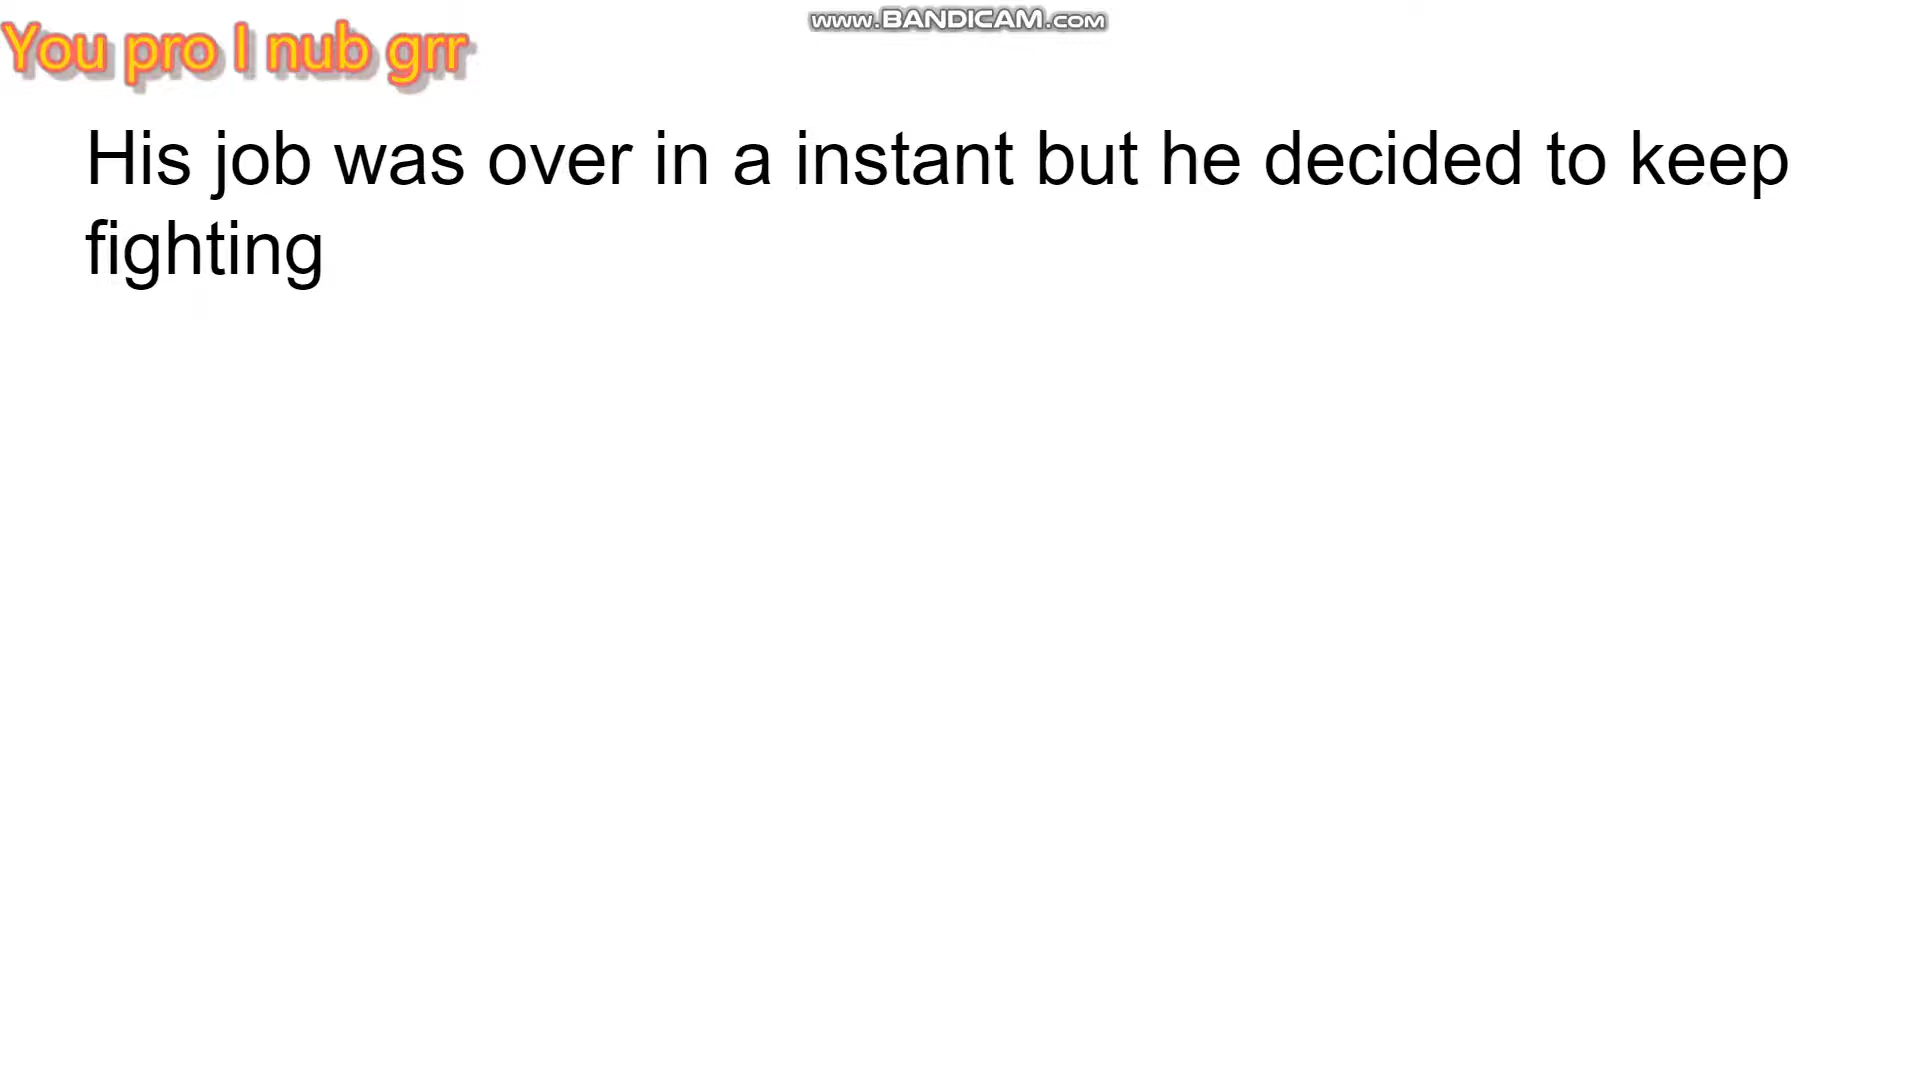 www.BANDICAM.com
You pro I nub grr
His job was over in a instant but he decided to keep
fighting